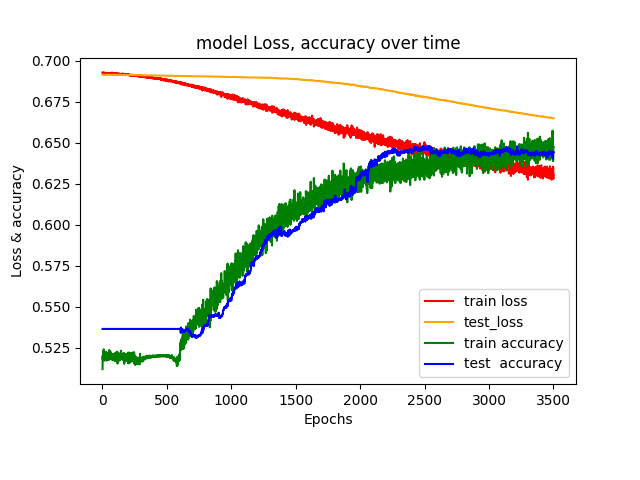 model Loss, accuracy over time
0.700
0.675
0.650
0.625
0.600
0.575
0.550
0.525
Loss & accuracy
train loss
test_loss
train accuracy
test  accuracy
0 500 1000 1500 2000 2500 3000 3500
Epochs